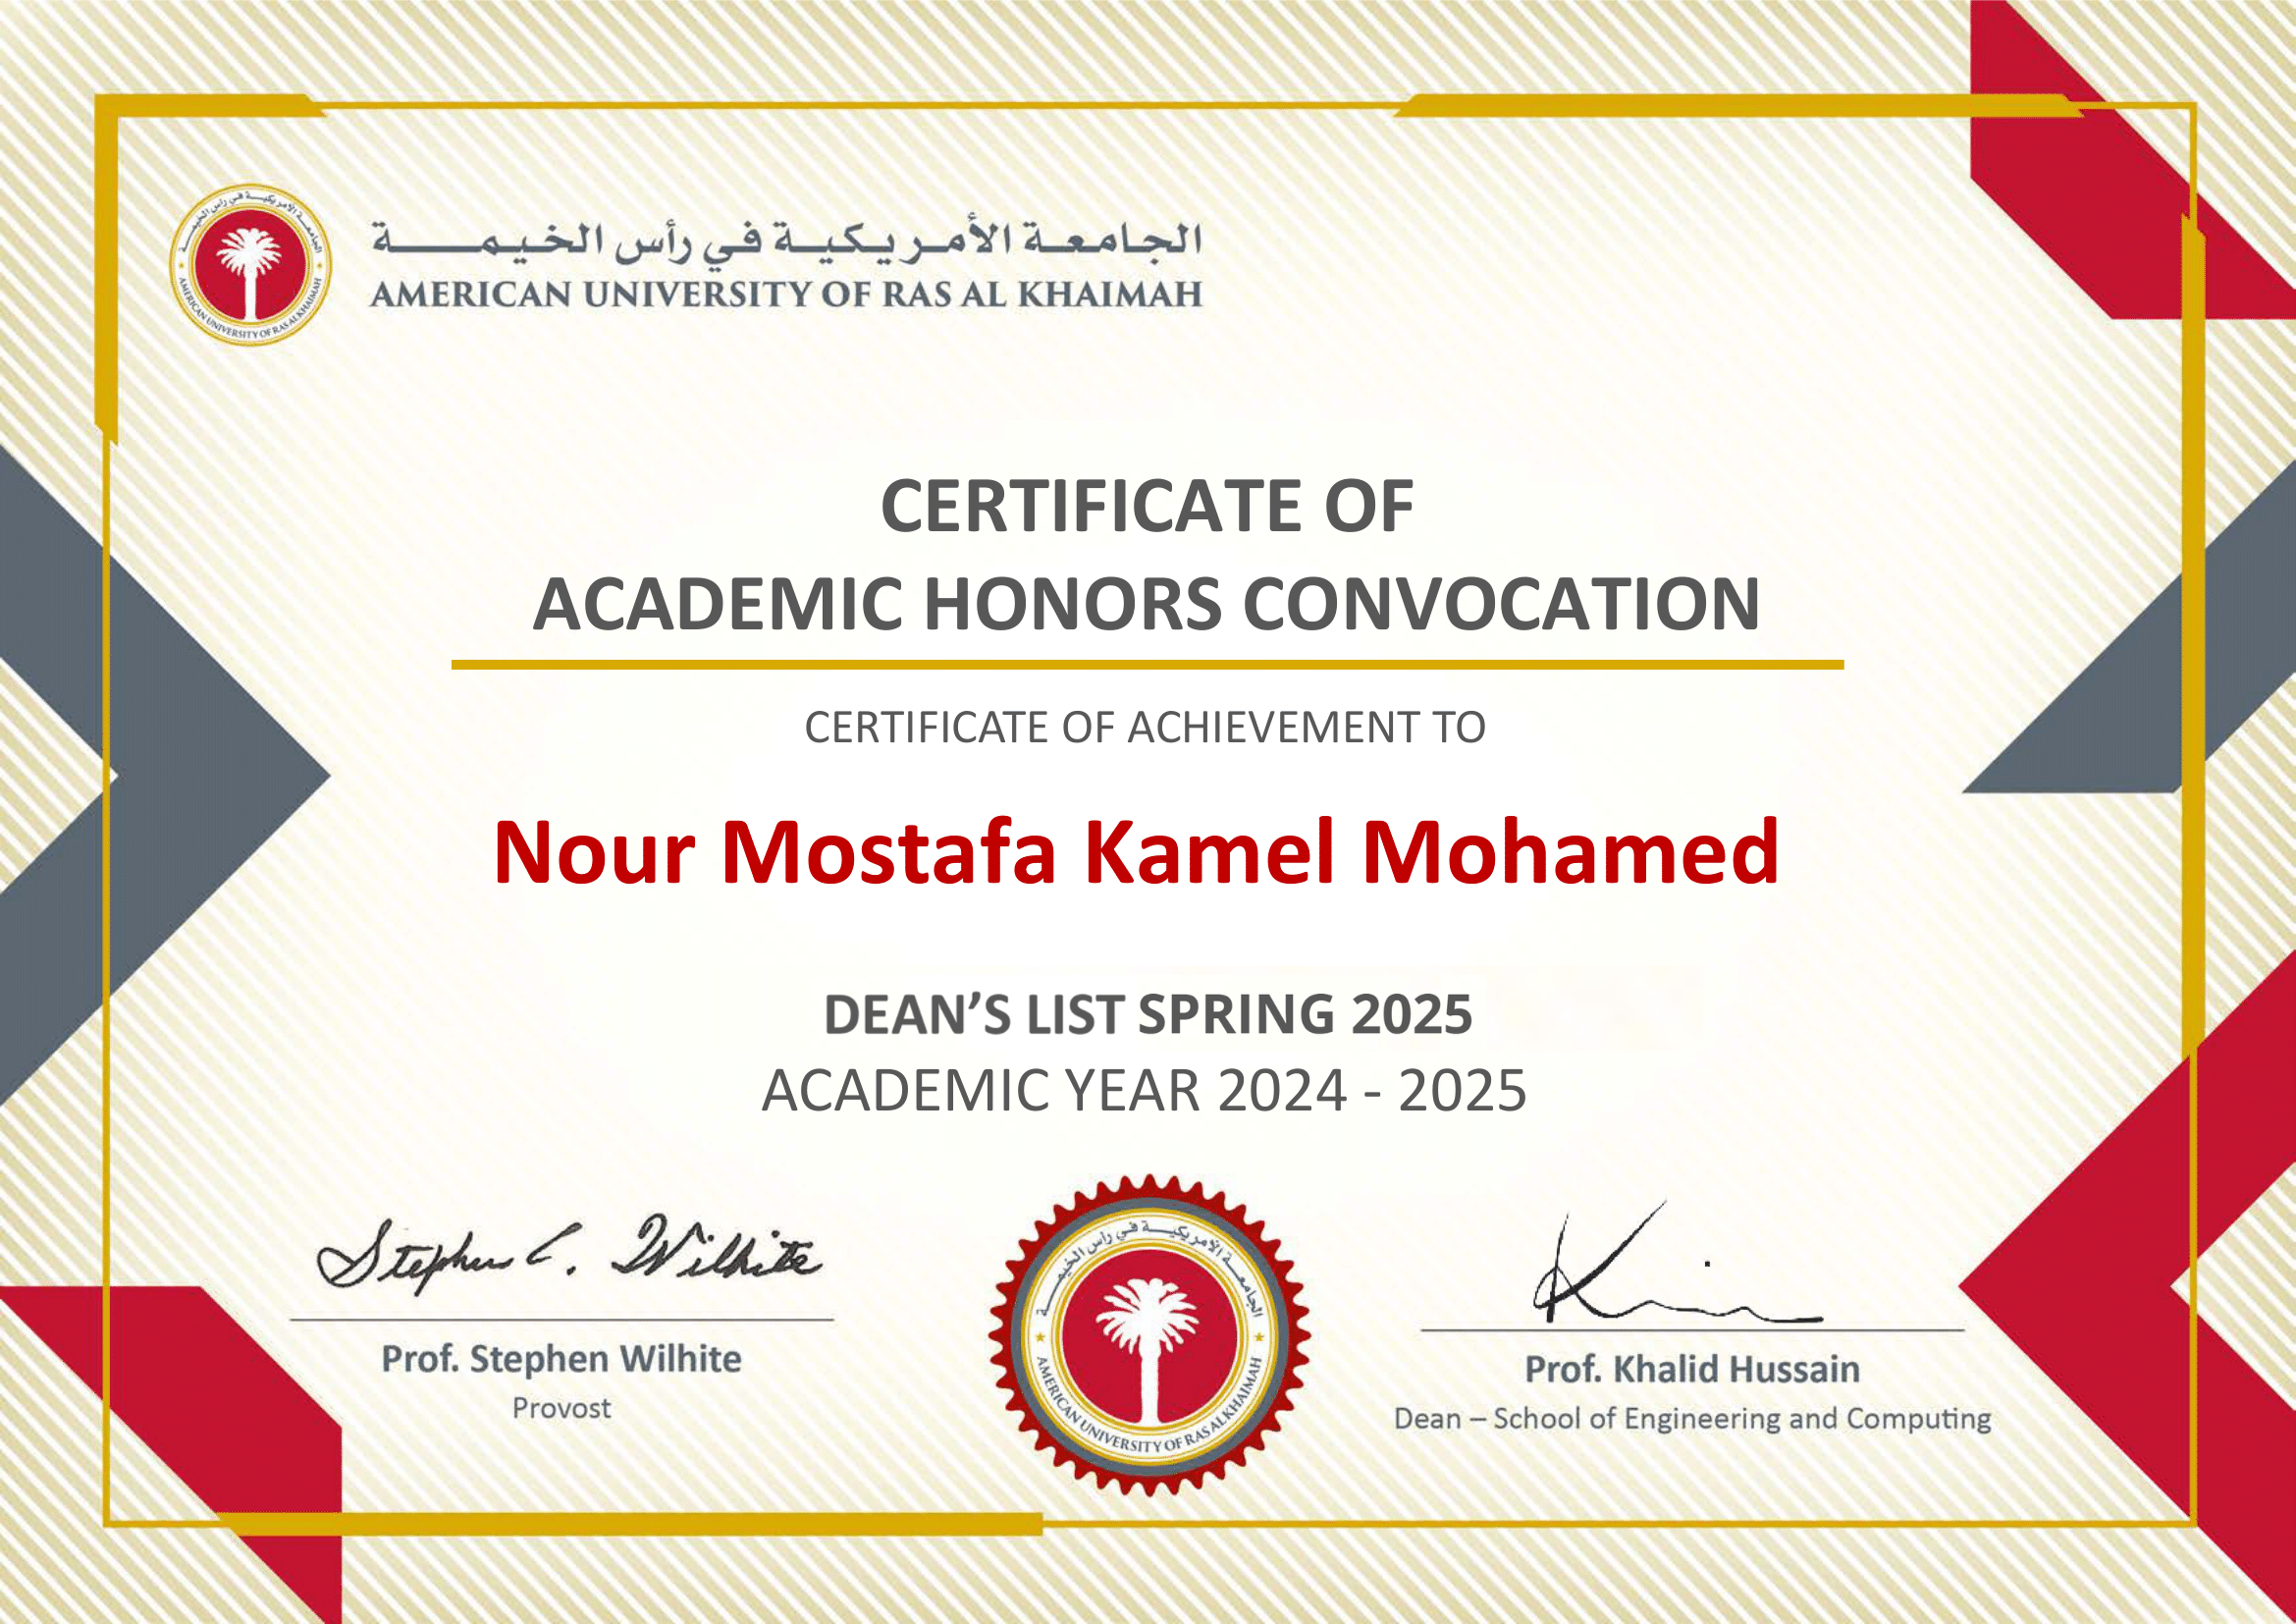 الجامعة الأمريكية في رأس الخيمة
AMERICAN UNIVERSITY OF RAS AL KHAIMAH
الجامعة الأمريكية في رأس الخيمة
AMERICAN UNIVERSITY OF RAS AL KHAIMAH
CERTIFICATE OF
ACADEMIC HONORS CONVOCATION
CERTIFICATE OF ACHIEVEMENT TO
Nour Mostafa Kamel Mohamed
DEAN’S LIST SPRING 2025
ACADEMIC YEAR 2024 - 2025
Stephen C. Wilhite
Prof. Stephen Wilhite
Provost
الجامعة الأمريكية في رأس الخيمة
AMERICAN UNIVERSITY OF RAS AL KHAIMAH
Prof. Khalid Hussain
Dean – School of Engineering and Computing